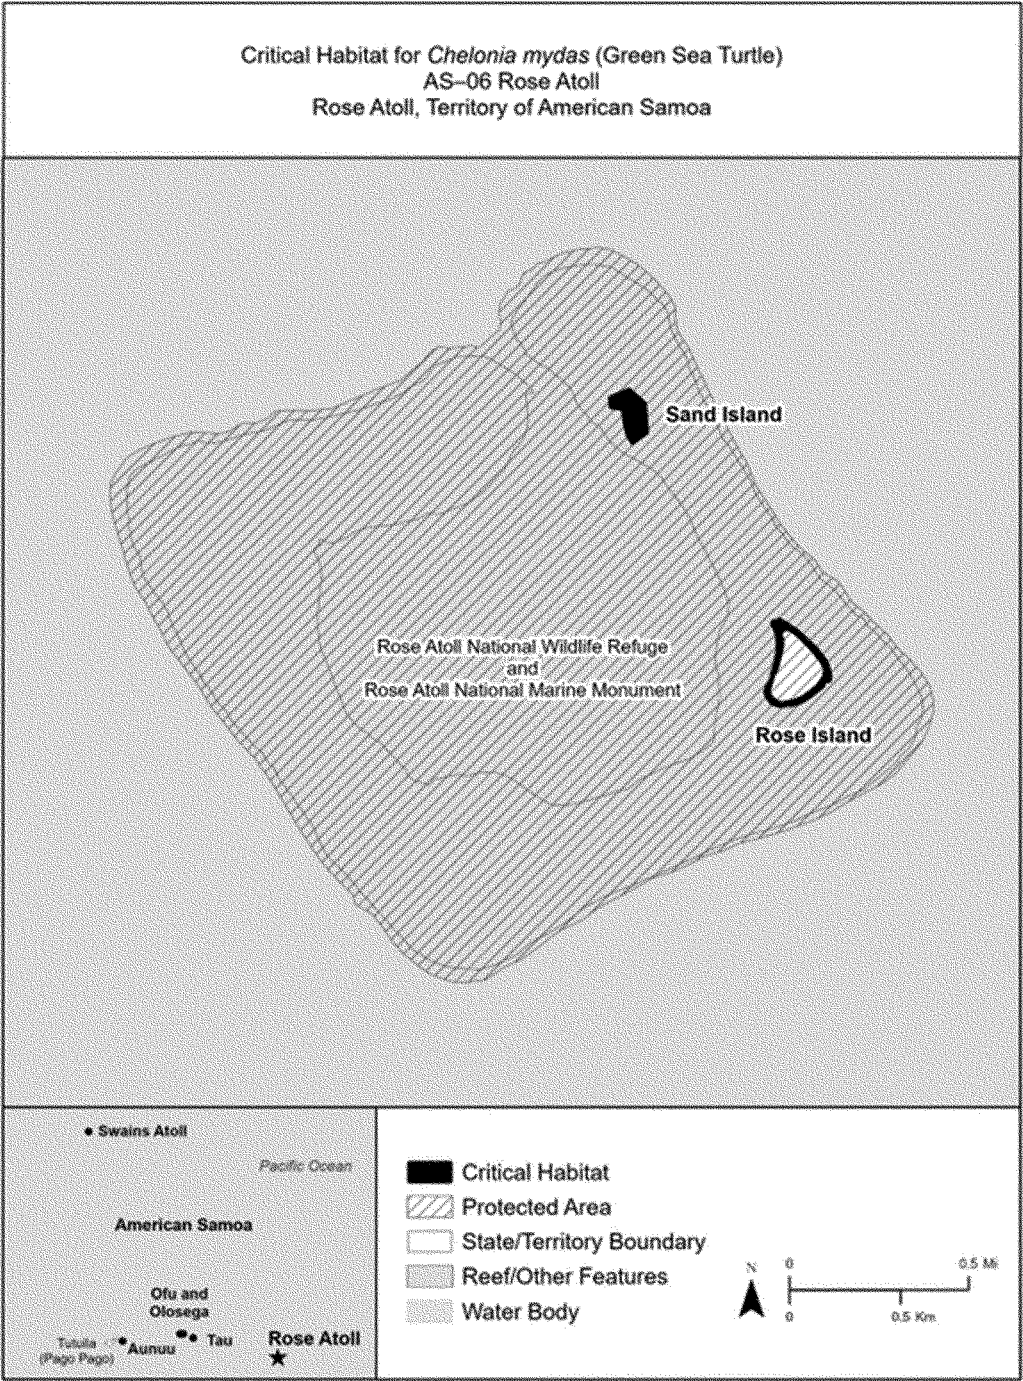 Critical Habitat for Chelonia mydas (Green Sea Turtle)
AS–06 Rose Atoll
Rose Atoll, Territory of American Samoa
Sand Island
Rose Atoll National Wildlife Refuge
and
Rose Atoll National Marine Monument
Rose Island
Swains Atoll
Pacific Ocean
American Samoa
Ofu and
Olosega
Tutuila
(Pago Pago)
Aunuu
Tau
Rose Atoll
Critical Habitat
Protected Area
State/Territory Boundary
Reef/Other Features
Water Body
N
0 0.5 Mi
0 0.5 Km